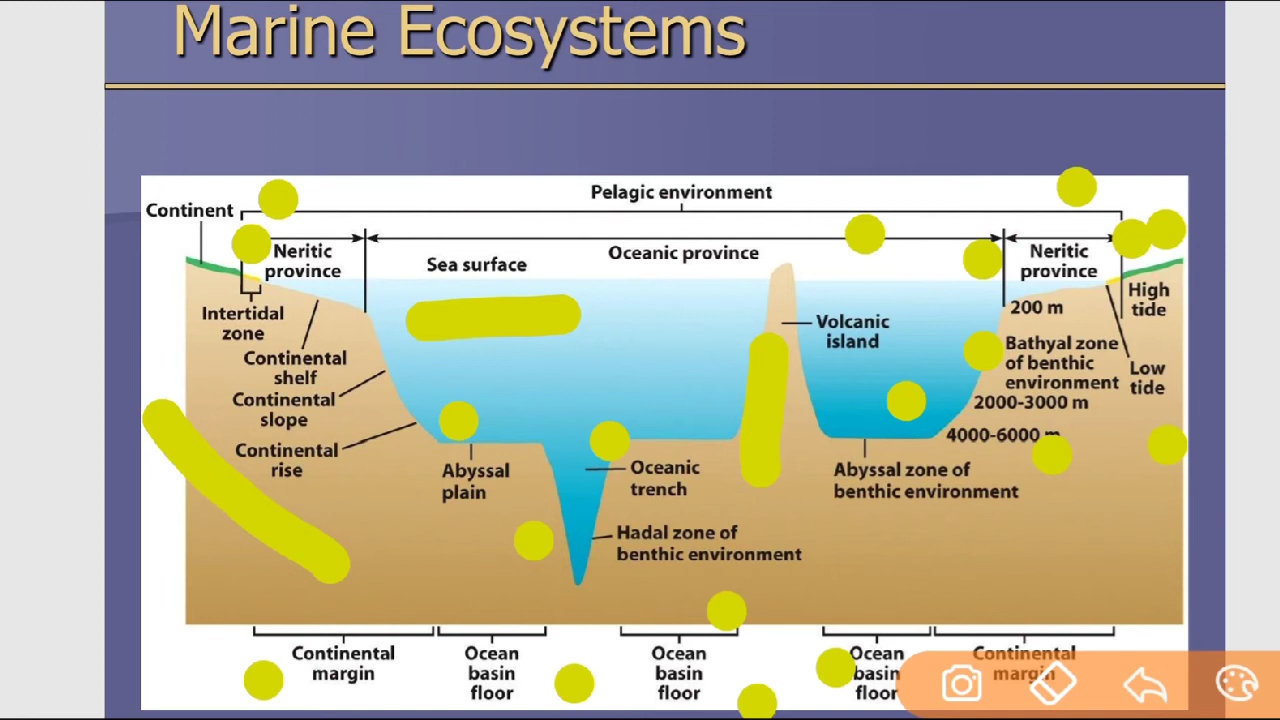 Marine Ecosystems
Pelagic environment
Continent
Neritic
province
Oceanic province
Neritic
province
Sea surface
High
tide
Intertidal
zone
200 m
Volcanic
island
Continental
shelf
Bathyal zone
of benthic
environment
Low
tide
Continental
slope
2000-3000 m
4000-6000 m
Continental
rise
Abyssal
plain
Oceanic
trench
Abyssal zone of
benthic environment
Hadal zone of
benthic environment
Continental
margin
Ocean
basin
floor
Ocean
basin
floor
Ocean
basin
floor
Continental
margin